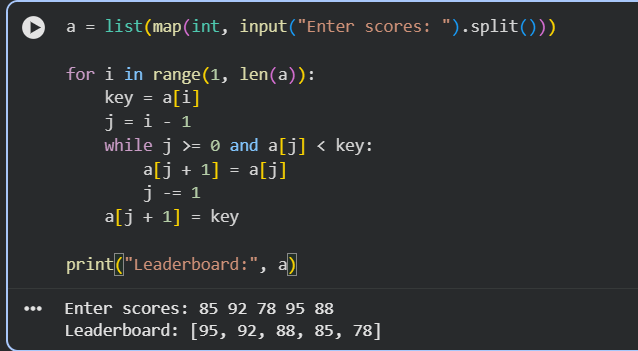 a = list(map(int, input("Enter scores: ").split()))
for i in range(1, len(a)):
    key = a[i]
    j = i - 1
    while j >= 0 and a[j] < key:
        a[j + 1] = a[j]
        j -= 1
    a[j + 1] = key
print("Leaderboard:", a)
Enter scores: 85 92 78 95 88
Leaderboard: [95, 92, 88, 85, 78]